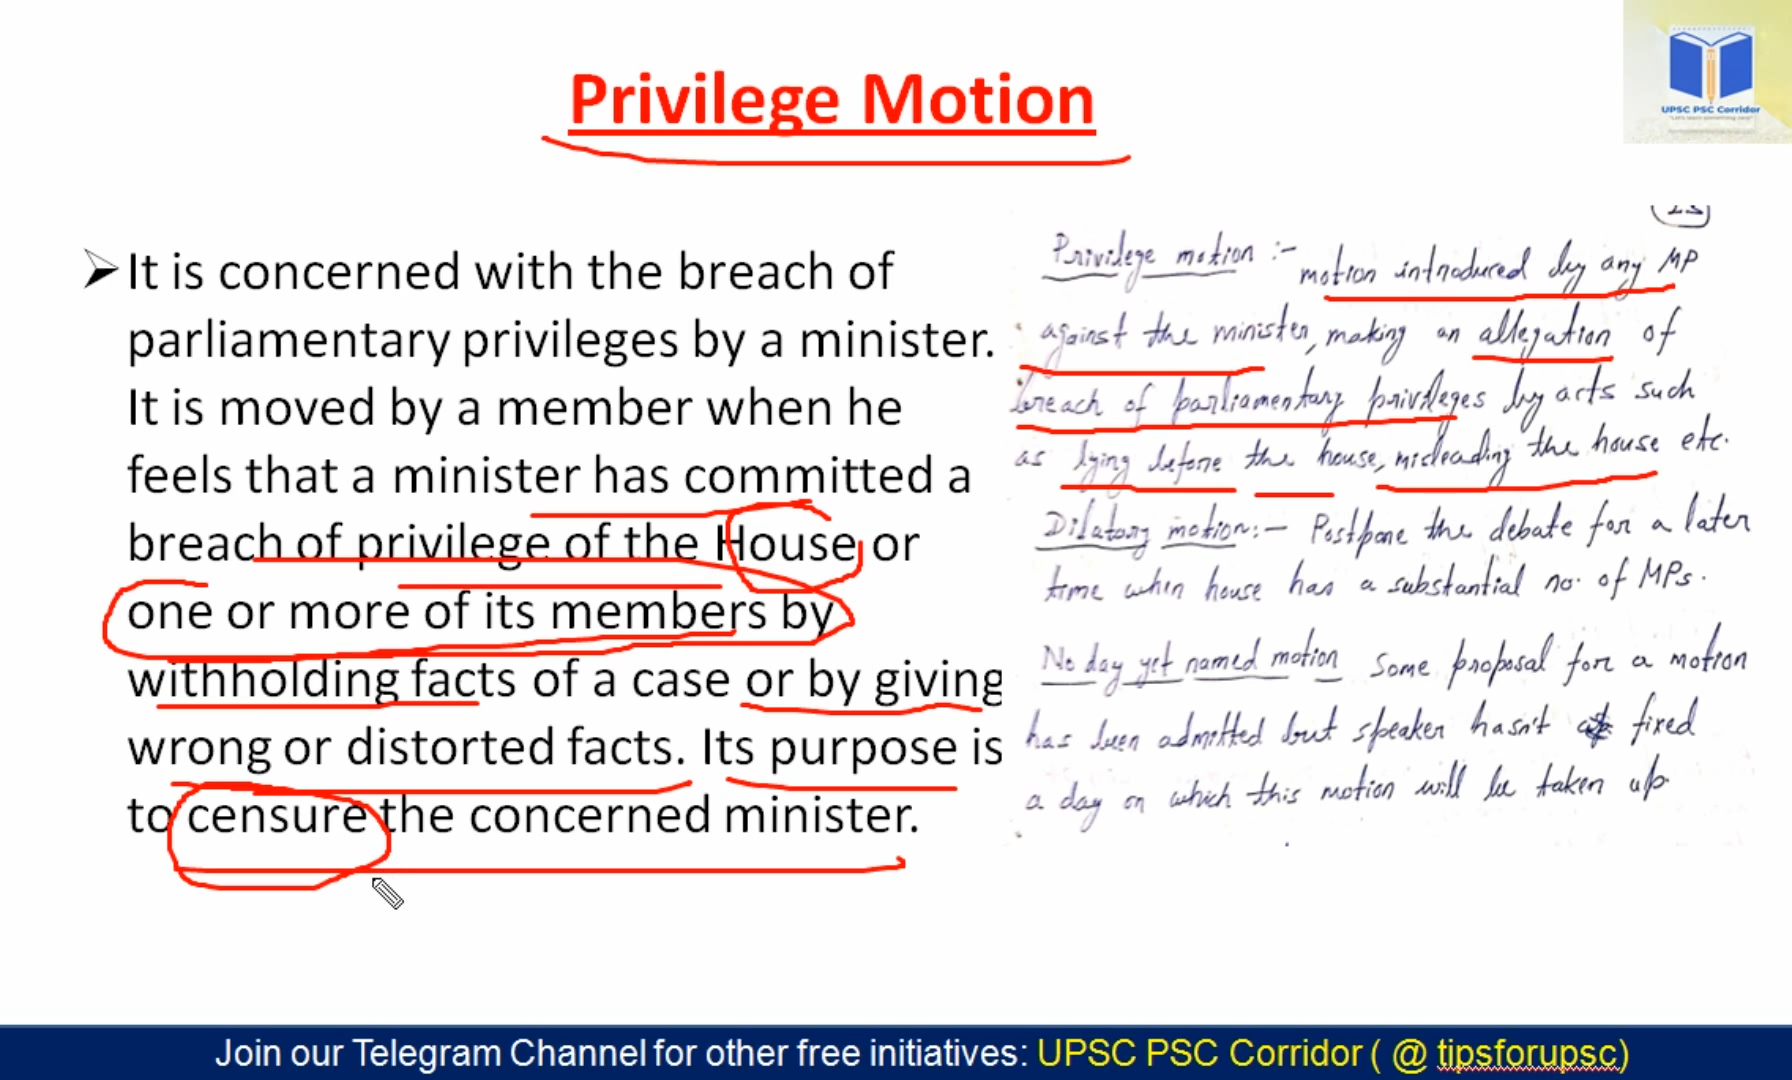 Privilege Motion
UPSC PSC Corridor
It is concerned with the breach of
parliamentary privileges by a minister.
It is moved by a member when he
feels that a minister has committed a
breach of privilege of the House or
one or more of its members by
withholding facts of a case or by giving
wrong or distorted facts. Its purpose is
to censure the concerned minister.
Privilege motion :- motion introduced by any MP
against the minister, making an allegation of
breach of parliamentary privileges by acts such
as lying before the house, misleading the house etc.
Dilatory motion:- Postpone the debate for a later
time when house has a substantial no. of MPs.
No day yet named motion Some proposal for a motion
has been admitted but speaker hasn't fixed
a day on which this motion will be taken up
Join our Telegram Channel for other free initiatives: UPSC PSC Corridor ( @ tipsforupsc)